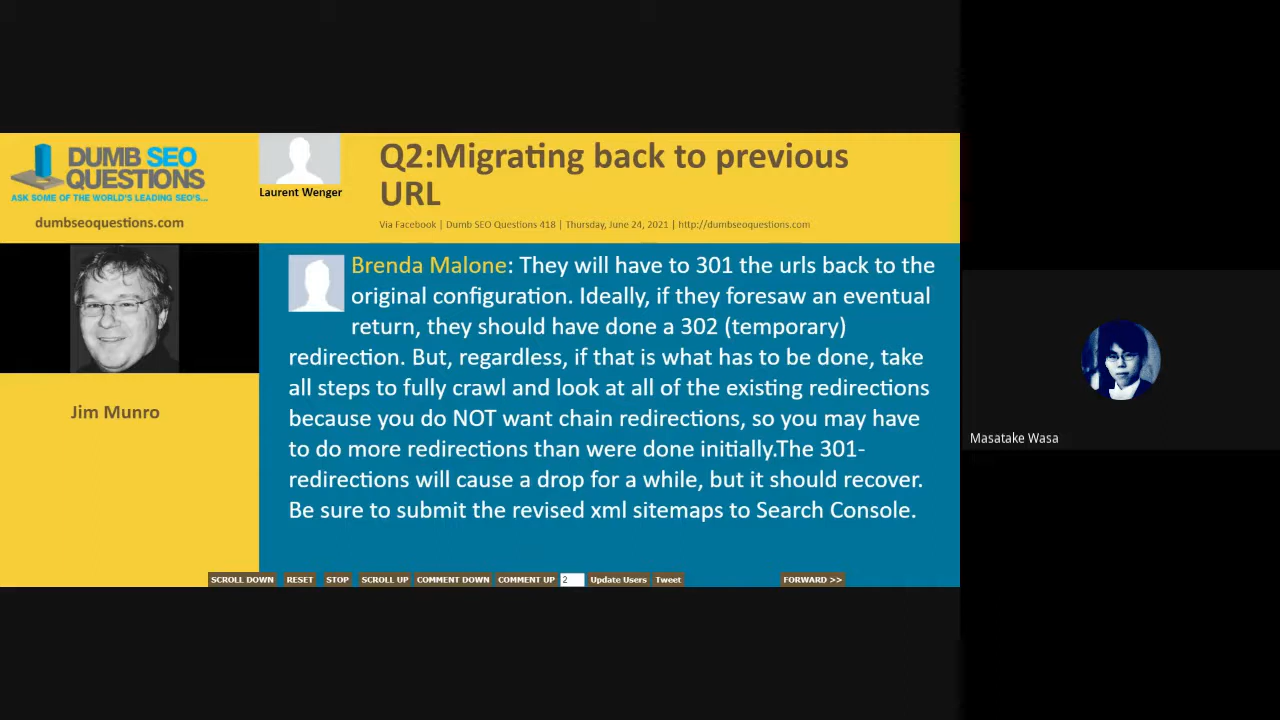 DUMB SEO
QUESTIONS
ASK SOME OF THE WORLD'S LEADING SEO'S...
dumbseoquestions.com
Laurent Wenger
Q2:Migrating back to previous
URL
Via Facebook | Dumb SEO Questions 418 | Thursday, June 24, 2021 | http://dumbseoquestions.com
Jim Munro
Brenda Malone: They will have to 301 the urls back to the
original configuration. Ideally, if they foresaw an eventual
return, they should have done a 302 (temporary)
redirection. But, regardless, if that is what has to be done, take
all steps to fully crawl and look at all of the existing redirections
because you do NOT want chain redirections, so you may have
to do more redirections than were done initially.The 301-
redirections will cause a drop for a while, but it should recover.
Be sure to submit the revised xml sitemaps to Search Console.
SCROLL DOWN RESET STOP SCROLL UP COMMENT DOWN COMMENT UP 2 Update Users Tweet FORWARD >>
Masatake Wasa